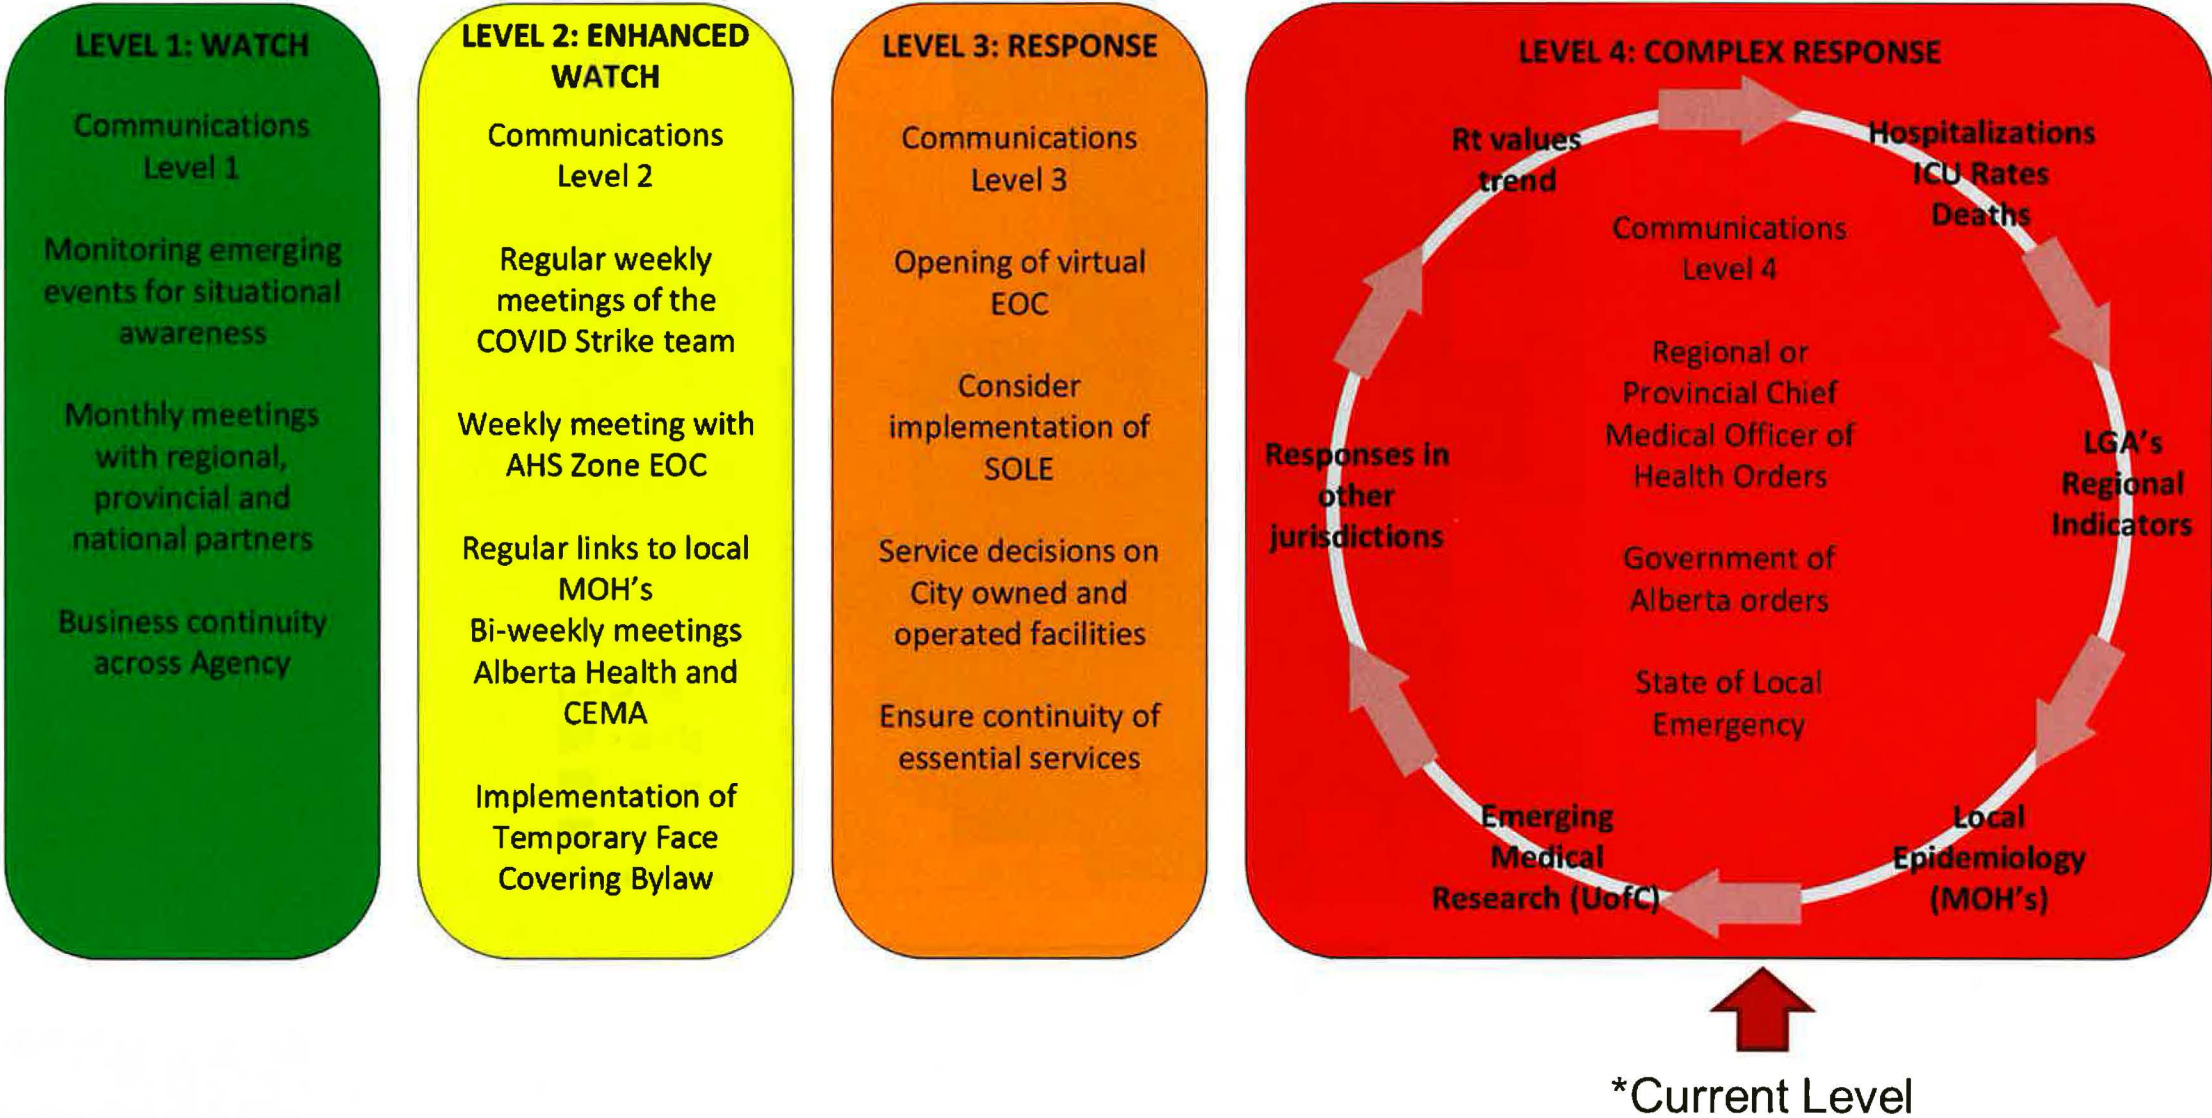 LEVEL 1: WATCH
Communications
Level 1
Monitoring emerging
events for situational
awareness
Monthly meetings
with regional,
provincial and
national partners
Business continuity
across Agency
LEVEL 2: ENHANCED
WATCH
Communications
Level 2
Regular weekly
meetings of the
COVID Strike team
Weekly meeting with
AHS Zone EOC
Regular links to local
MOH's
Bi-weekly meetings
Alberta Health and
CEMA
Implementation of
Temporary Face
Covering Bylaw
LEVEL 3: RESPONSE
Communications
Level 3
Opening of virtual
EOC
Consider
implementation of
SOLE
Service decisions on
City owned and
operated facilities
Ensure continuity of
essential services
LEVEL 4: COMPLEX RESPONSE
Rt values
trend
Hospitalizations
ICU Rates
Deaths
LGA's
Regional
Indicators
Local
Epidemiology
(MOH's)
Emerging
Medical
Research (UofC)
Responses in
other
jurisdictions
Communications
Level 4
Regional or
Provincial Chief
Medical Officer of
Health Orders
Government of
Alberta orders
State of Local
Emergency
*Current Level